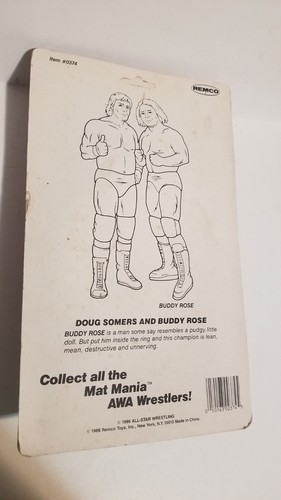 Item #0374
REMCO
BUDDY ROSE
DOUG SOMERS AND BUDDY ROSE
BUDDY ROSE is a man some say resembles a pudgy little
doll. But put him inside the ring and this champion is lean,
mean, destructive and unnerving.
Collect all the
Mat Mania™
AWA Wrestlers!
© 1986 ALL-STAR WRESTLING
© 1986 Remco Toys, Inc., New York, N.Y. 10010 Made in China.